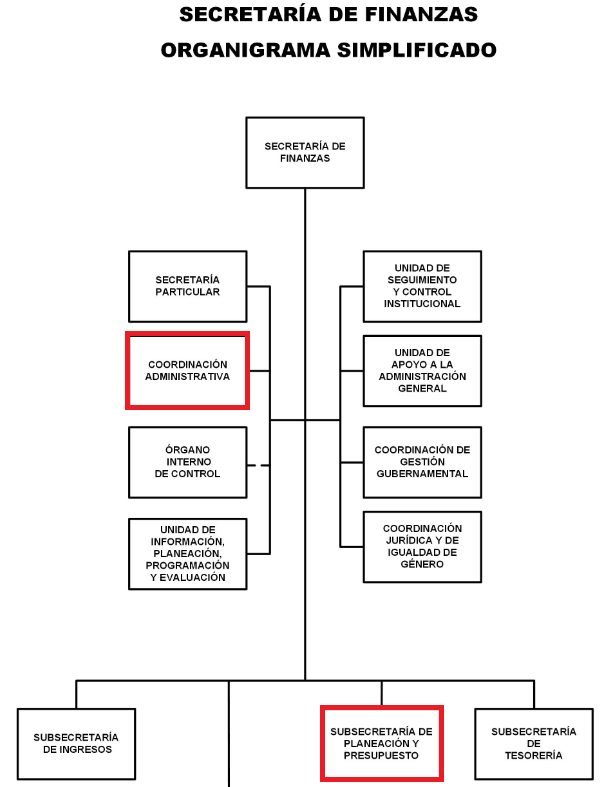 SECRETARÍA DE FINANZAS
ORGANIGRAMA SIMPLIFICADO
SECRETARÍA DE
FINANZAS
SECRETARÍA
PARTICULAR
UNIDAD DE
SEGUIMIENTO
Y CONTROL
INSTITUCIONAL
COORDINACIÓN
ADMINISTRATIVA
UNIDAD DE
APOYO A LA
ADMINISTRACIÓN
GENERAL
ÓRGANO
INTERNO
DE CONTROL
COORDINACIÓN DE
GESTIÓN
GUBERNAMENTAL
UNIDAD DE
INFORMACIÓN,
PLANEACIÓN,
PROGRAMACIÓN
Y EVALUACIÓN
COORDINACIÓN
JURÍDICA Y DE
IGUALDAD DE
GÉNERO
SUBSECRETARÍA
DE INGRESOS
SUBSECRETARÍA DE
PLANEACIÓN Y
PRESUPUESTO
SUBSECRETARÍA
DE
TESORERÍA